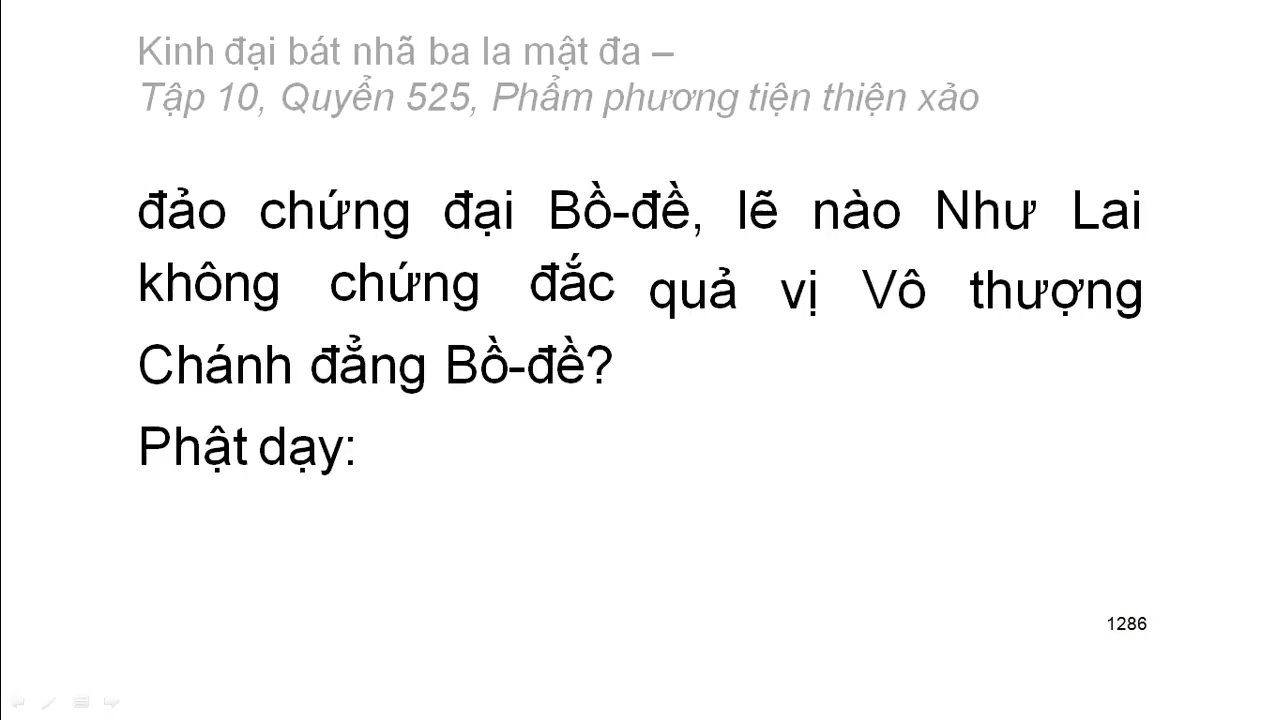 Kinh đại bát nhã ba la mật đa –
Tập 10, Quyển 525, Phẩm phương tiện thiện xảo
đảo chứng đại Bồ-đề, lẽ nào Như Lai
không chứng đắc quả vị Vô thượng
Chánh đẳng Bồ-đề?
Phật dạy:
1286